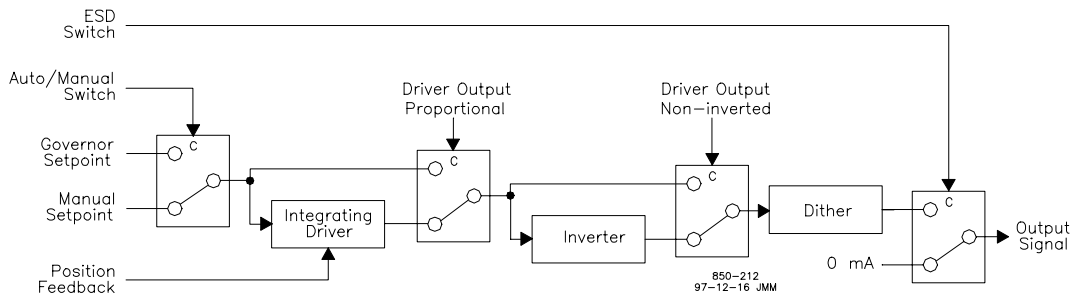 ESD
Switch
Auto/Manual
Switch
Governor
Setpoint
Manual
Setpoint
Position
Feedback
C
Integrating
Driver
Driver Output
Proportional
C
Inverter
Driver Output
Non-inverted
C
850-212
97-12-16 JMM
Dither
0 mA
C
Output
Signal